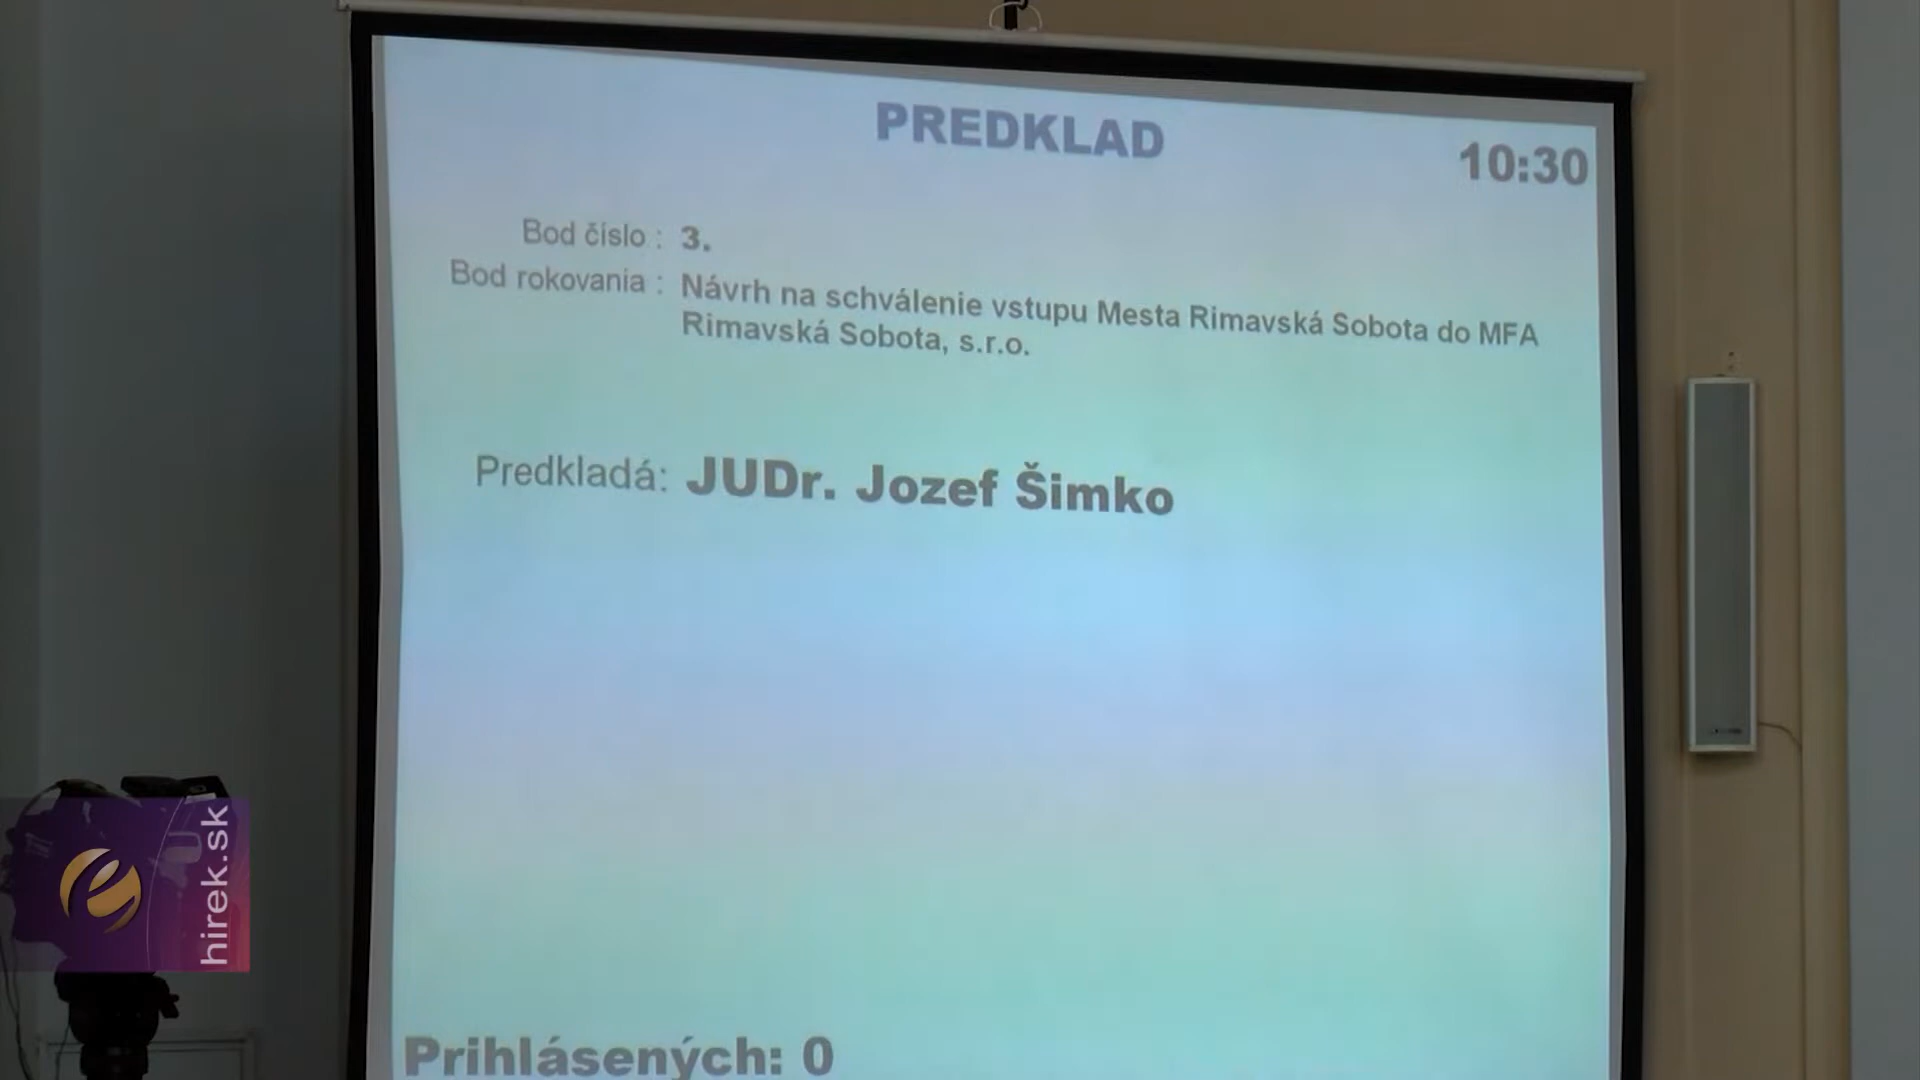 PREDKLAD
10:30
Bod číslo : 3.
Bod rokovania : Návrh na schválenie vstupu Mesta Rimavská Sobota do MFA
Rimavská Sobota, s.r.o.
Predkladá: JUDr. Jozef Šimko
Prihlásených: 0
hirek.sk